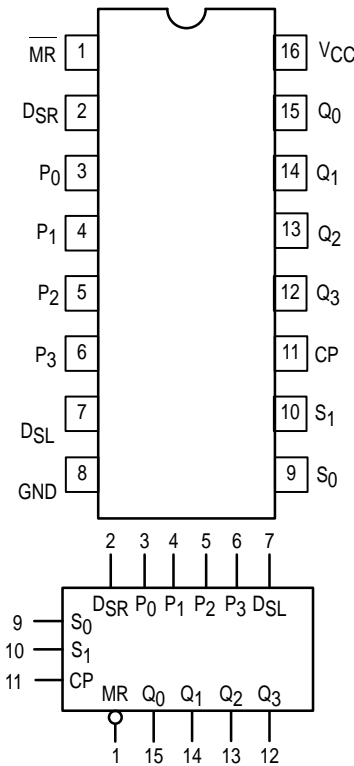 M̅R̅ 1 16 VCC
DSR 2 15 Q0
P0 3 14 Q1
P1 4 13 Q2
P2 5 12 Q3
P3 6 11 CP
DSL 7 10 S1
GND 8 9 S0
2 3 4 5 6 7
DSR P0 P1 P2 P3 DSL
9 S0
10 S1
11 CP
MR Q0 Q1 Q2 Q3
1 15 14 13 12